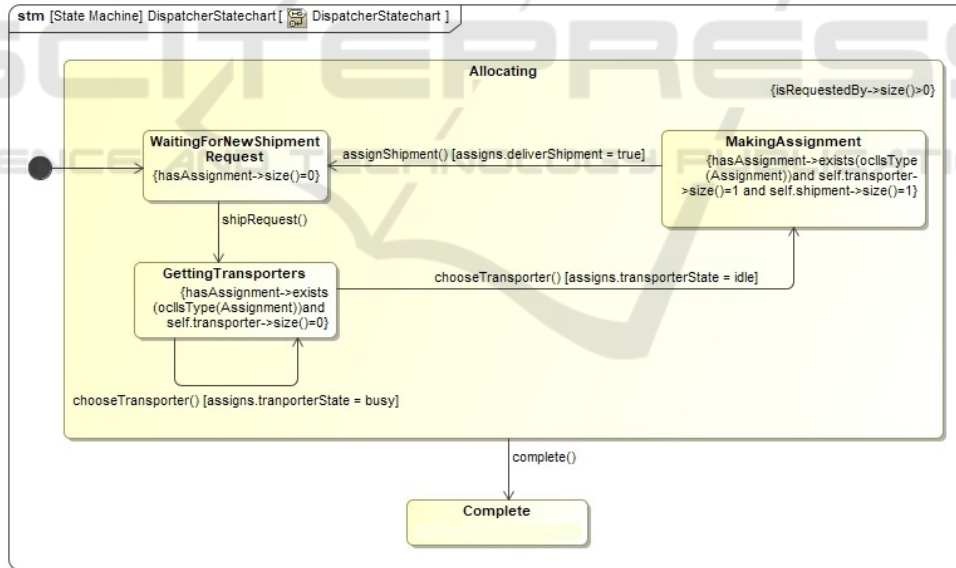 stm [State Machine] DispatcherStatechart [ DispatcherStatechart ]
SCITEPRESS
Allocating
{isRequestedBy->size()>0}
WaitingForNewShipment
Request
{hasAssignment->size()=0}
assignShipment() [assigns.deliverShipment = true]
MakingAssignment
{hasAssignment->exists(oclIsType
(Assignment))and self.transporter-
>size()=1 and self.shipment->size()=1}
shipRequest()
GettingTransporters
{hasAssignment->exists
(oclIsType(Assignment))and
self.transporter->size()=0}
chooseTransporter() [assigns.transporterState = idle]
chooseTransporter() [assigns.tranporterState = busy]
complete()
Complete